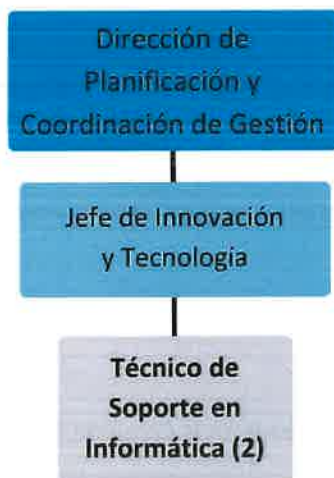 Dirección de
Planificación y
Coordinación de Gestión
Jefe de Innovación
y Tecnologia
Técnico de
Soporte en
Informática (2)